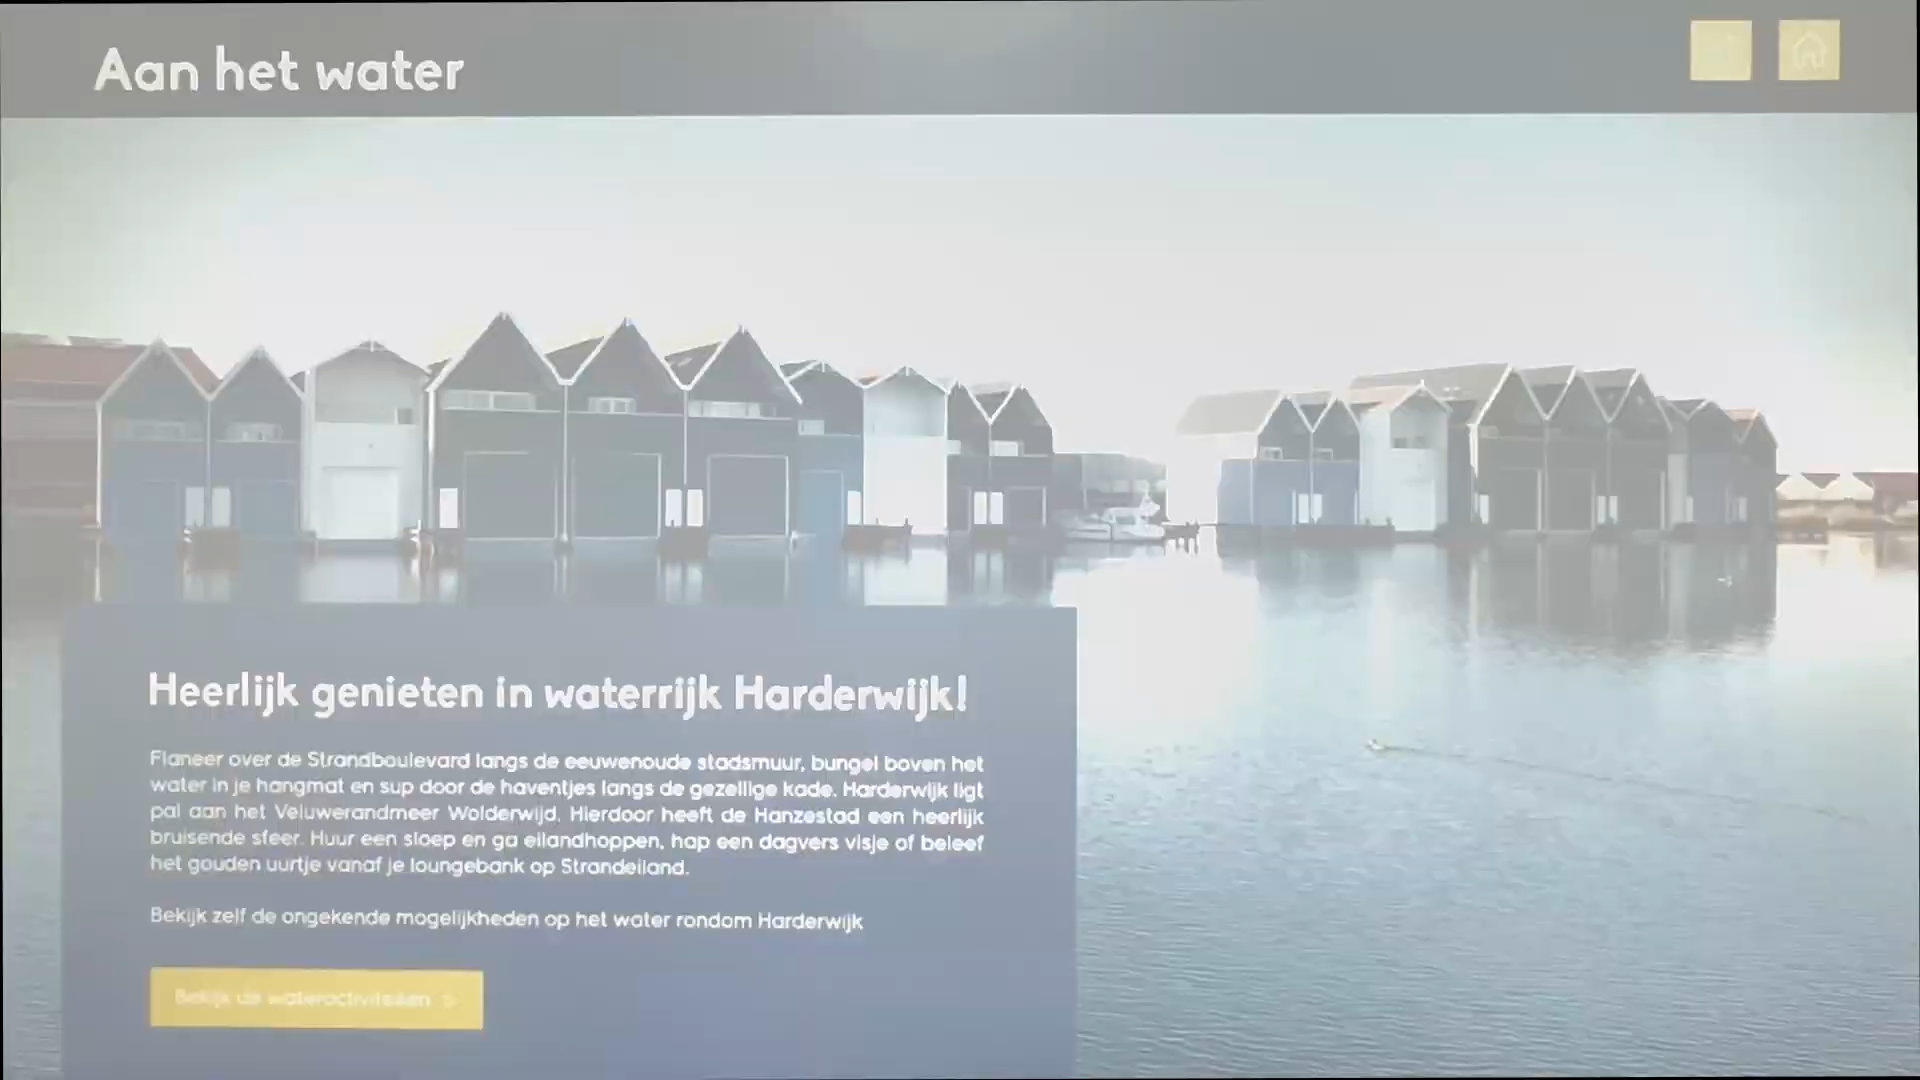 Aan het water
Heerlijk genieten in waterrijk Harderwijk!
Flaneer over de Strandboulevard langs de eeuwenoude stadsmuur, bungel boven het
water in je hangmat en sup door de haventjes langs de gezellige kade. Harderwijk ligt
pal aan het Veluwerandmeer Wolderwijd. Hierdoor heeft de Hanzestad een heerlijk
bruisende sfeer. Huur een sloep en ga eilandhoppen, hap een dagvers visje of beleef
het gouden uurtje vanaf je loungebank op Strandeiland.
Bekijk zelf de ongekende mogelijkheden op het water rondom Harderwijk
Bekijk de wateractiviteiten >